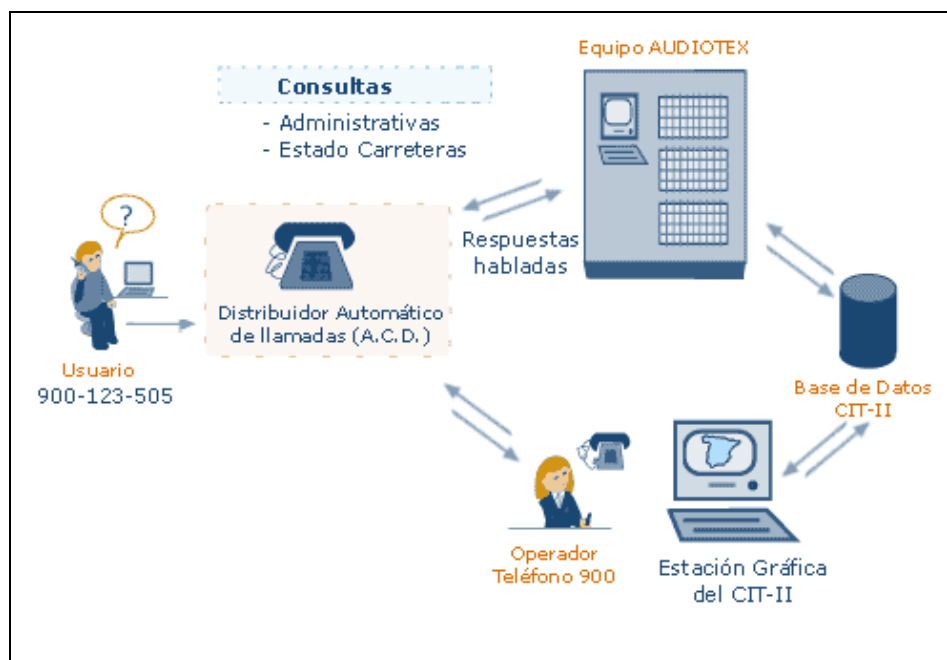 Equipo AUDIOTEX
Consultas
- Administrativas
- Estado Carreteras
?
Respuestas
habladas
Distribuidor Automático
de llamadas (A.C.D.)
Usuario
900-123-505
Base de Datos
CIT-II
Operador
Teléfono 900
Estación Gráfica
del CIT-II